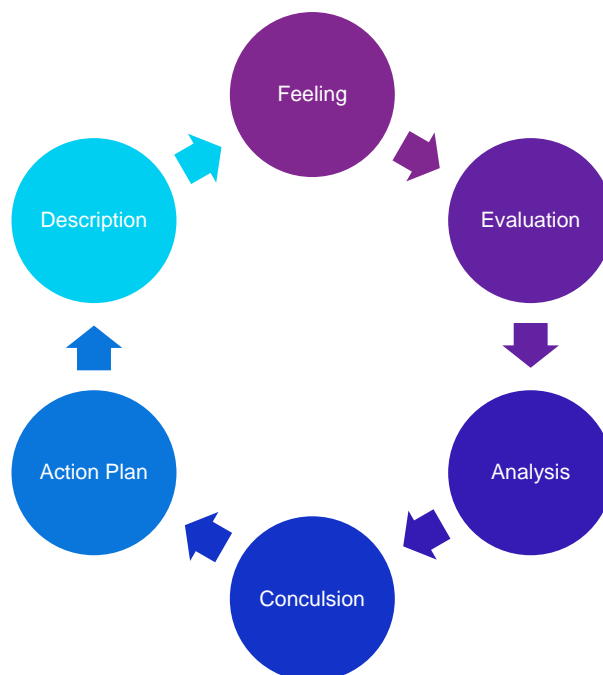 Feeling
Description
Evaluation
Action Plan
Analysis
Conculsion